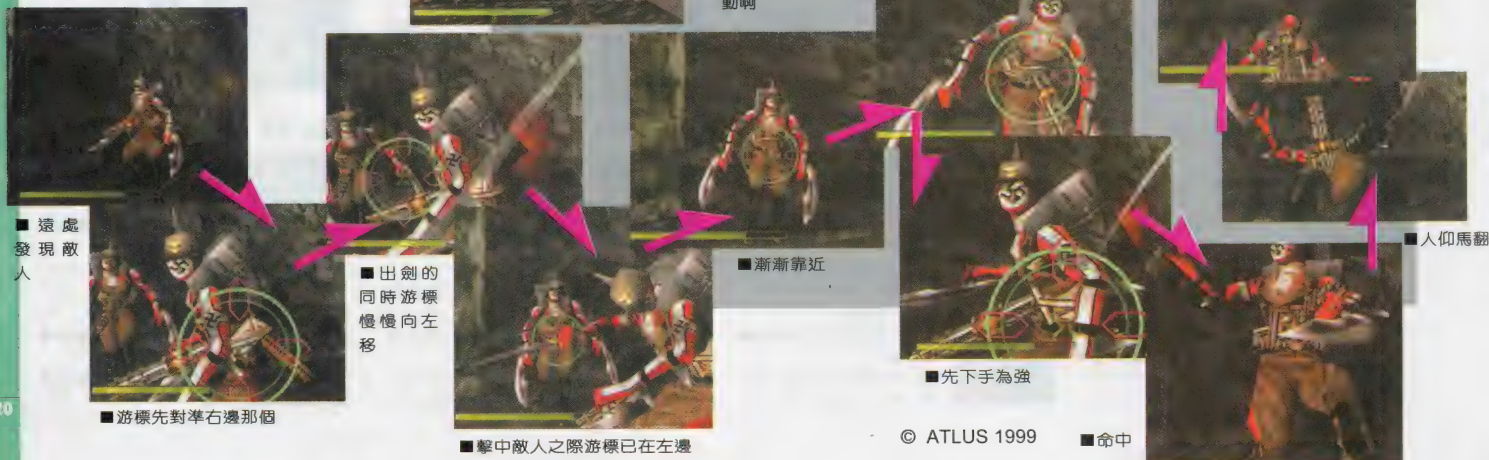 動啊
■ 遠 處
發 現 敵
人
■游標先對準右邊那個
■出劍的
同時游標
慢慢向左
移
■擊中敵人之際游標已在左邊
■漸漸靠近
■先下手為強
■命中
■人仰馬翻
© ATLUS 1999
20